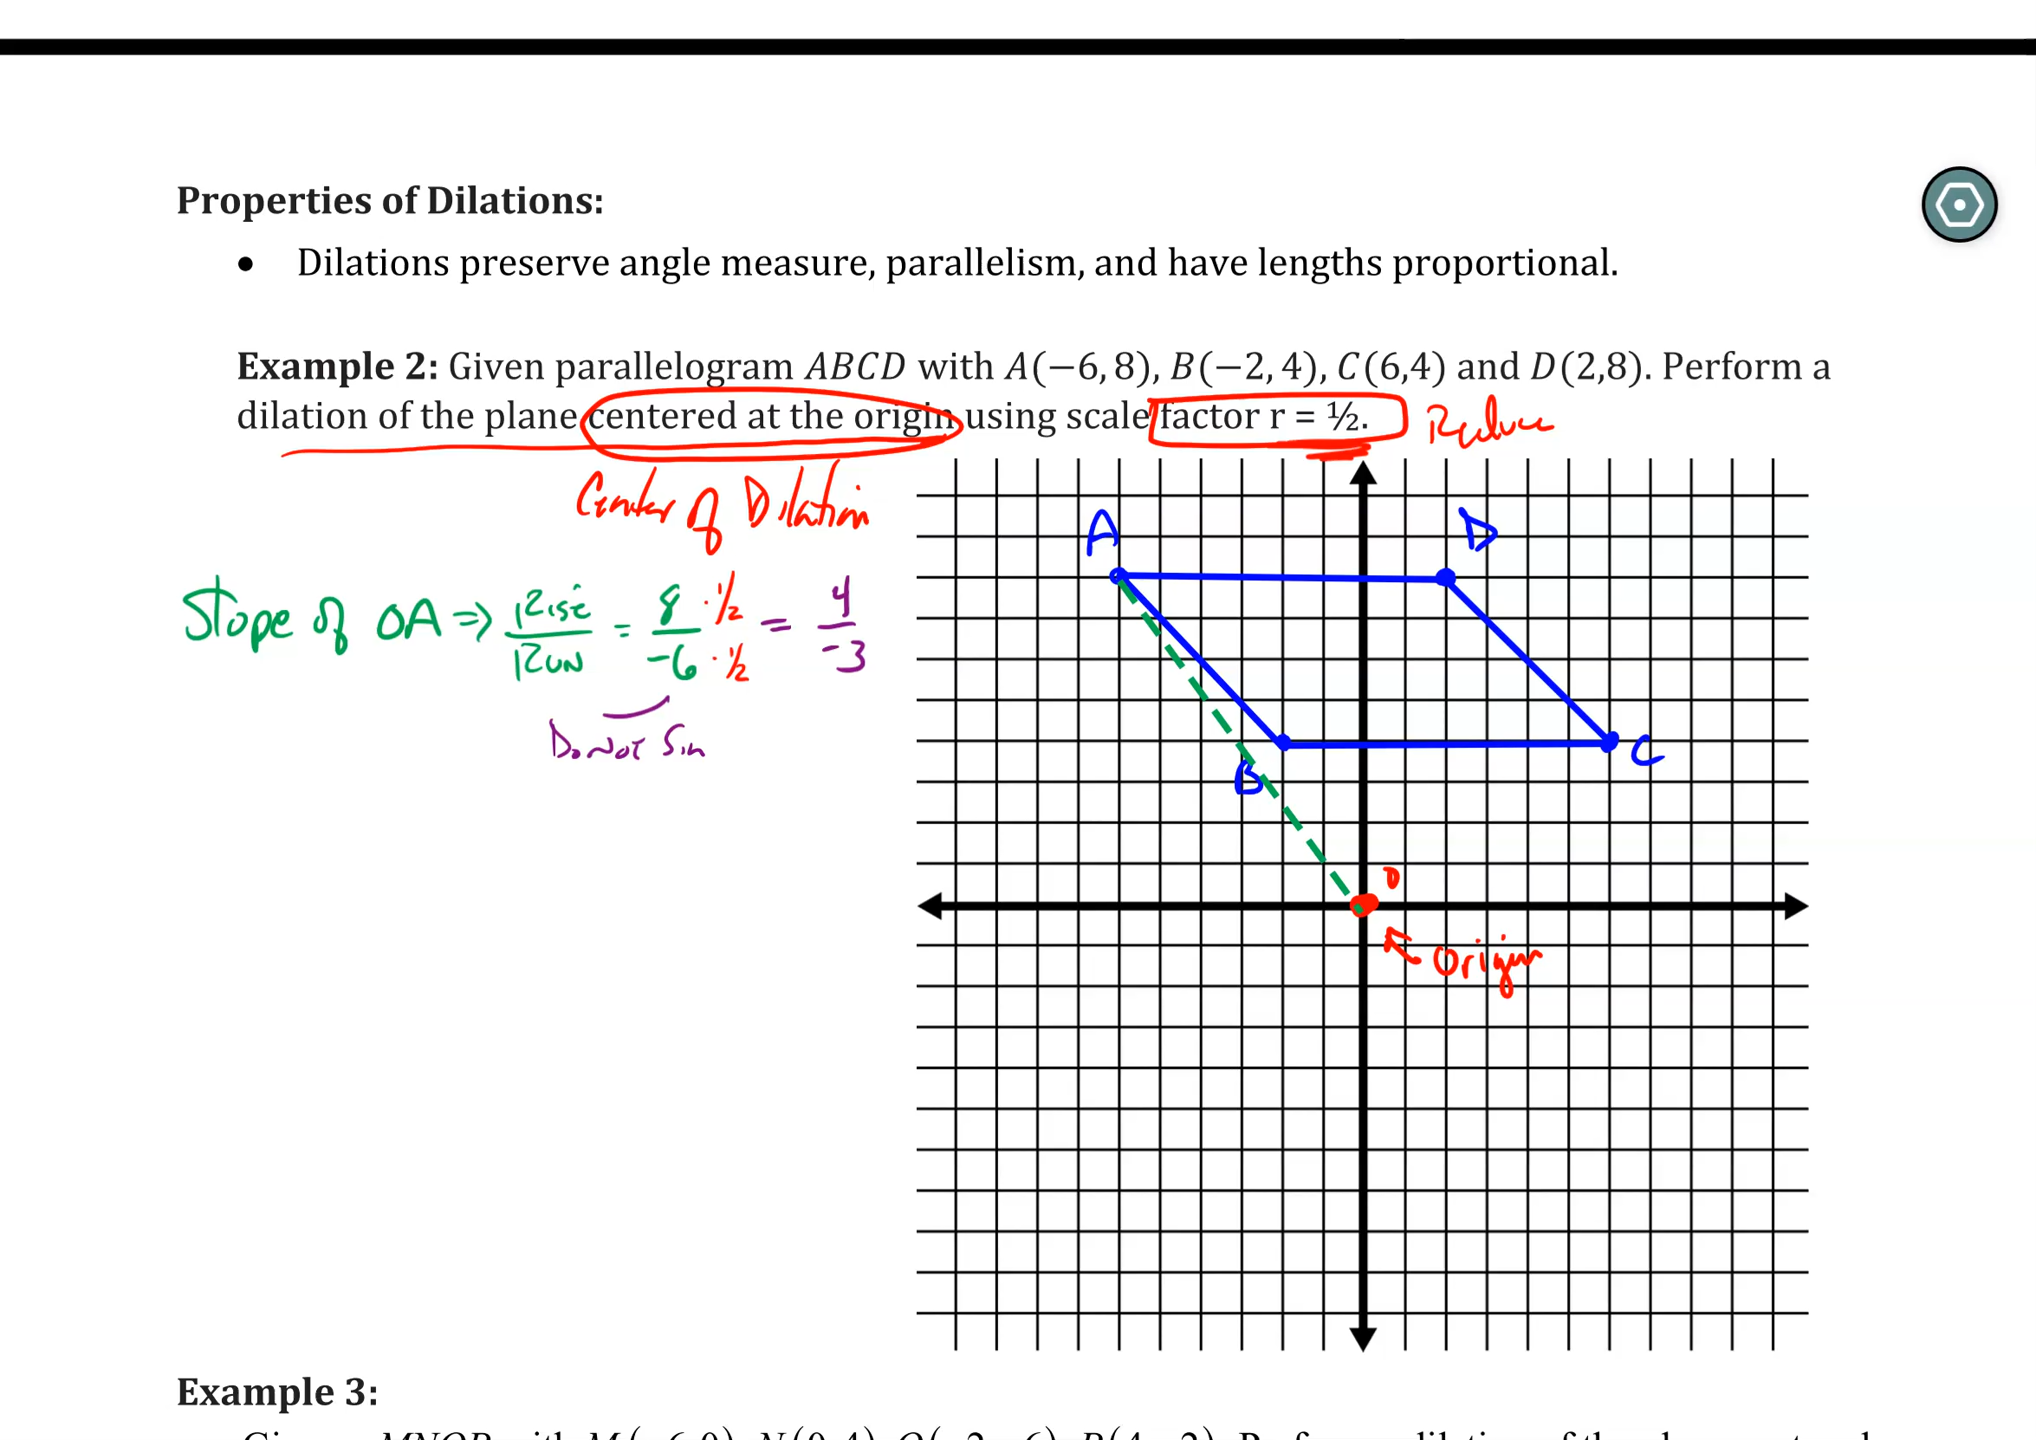 Properties of Dilations:
• Dilations preserve angle measure, parallelism, and have lengths proportional.
Example 2: Given parallelogram ABCD with A(−6, 8), B(−2, 4), C(6,4) and D(2,8). Perform a
dilation of the plane centered at the origin using scale factor r = ½.
Reduce
Center of Dilation
A
D
Slope of OA ⇒ Rise/Run = 8/-6 · ½/½ = 4/-3
Do Not Sim
C
B
O
Origin
Example 3: